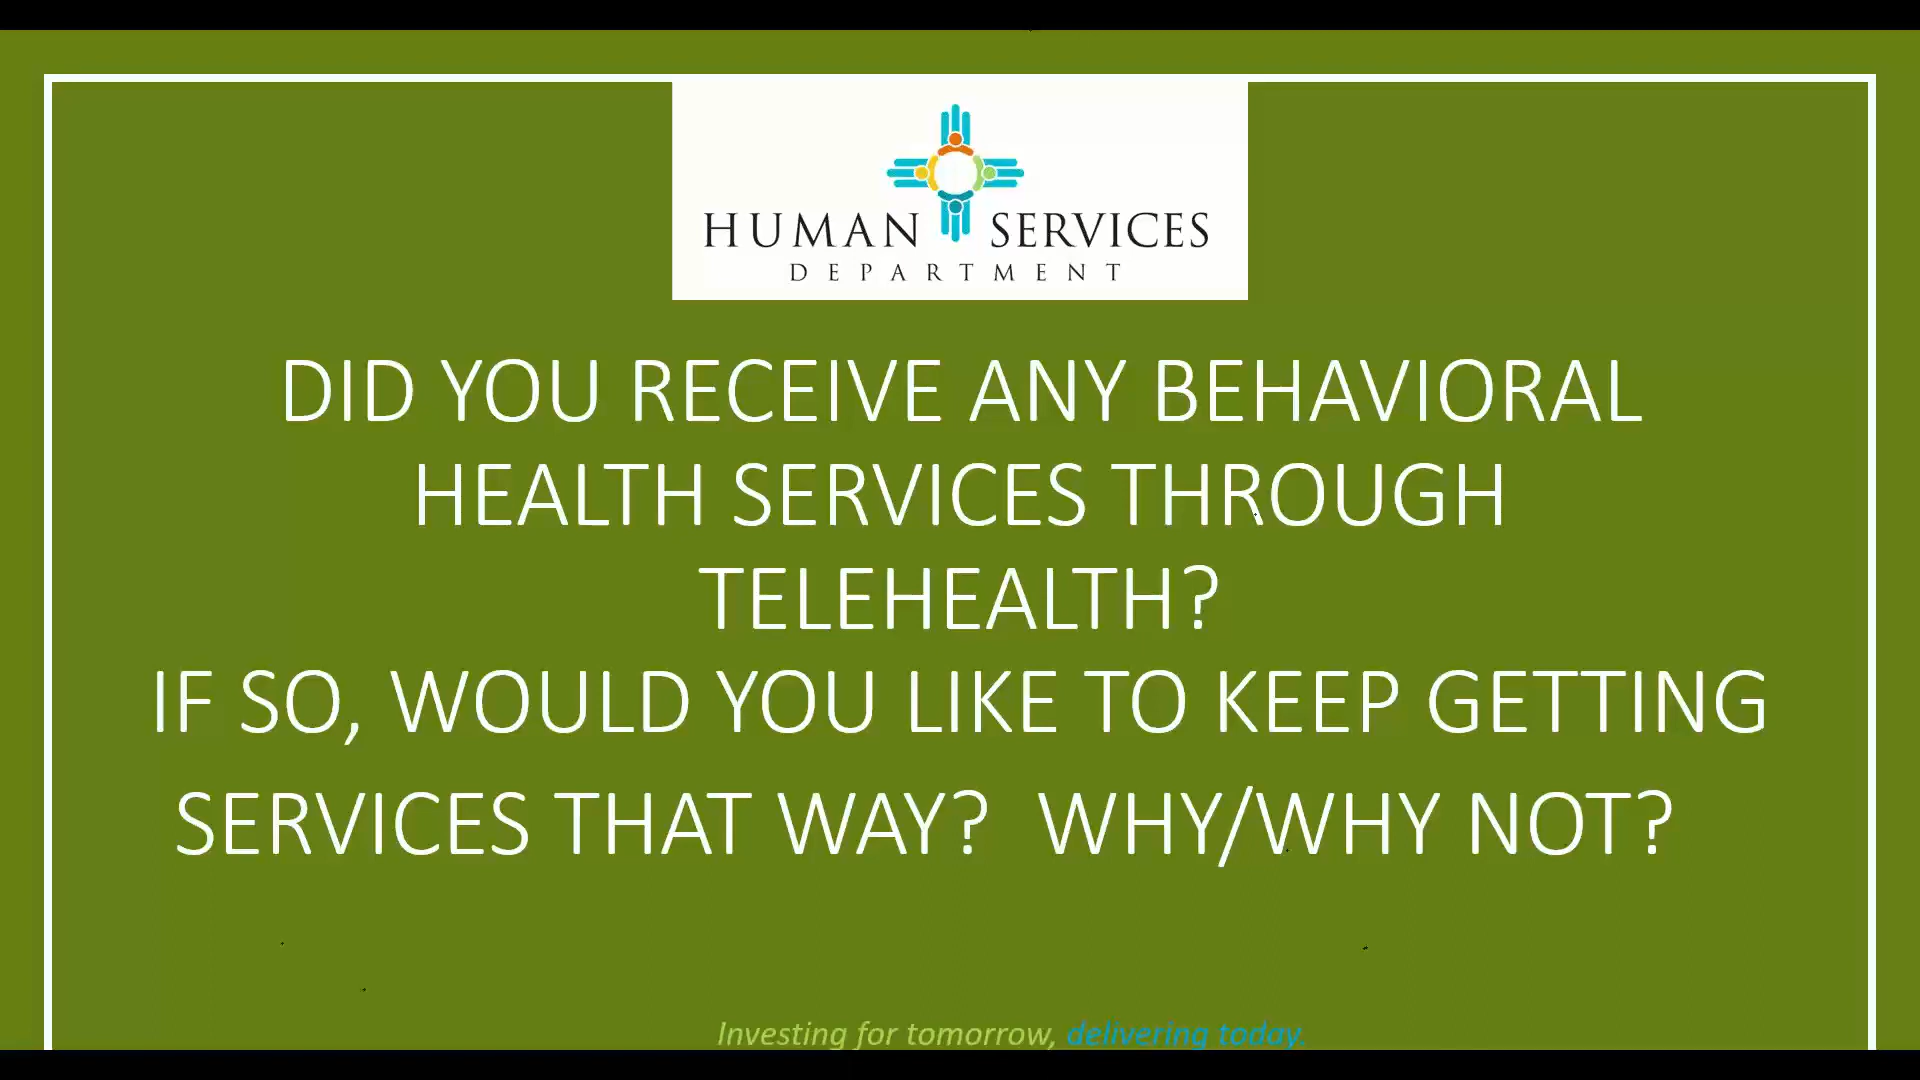 HUMAN SERVICES
DEPARTMENT
DID YOU RECEIVE ANY BEHAVIORAL
HEALTH SERVICES THROUGH
TELEHEALTH?
IF SO, WOULD YOU LIKE TO KEEP GETTING
SERVICES THAT WAY? WHY/WHY NOT?
Investing for tomorrow, delivering today.